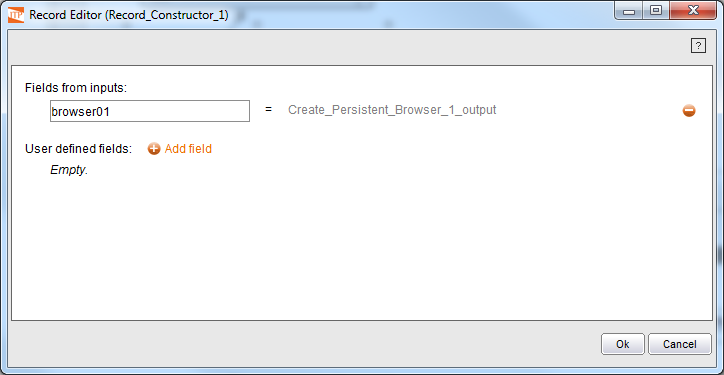 Record Editor (Record_Constructor_1)
?
Fields from inputs:
browser01 = Create_Persistent_Browser_1_output
User defined fields: Add field
Empty.
Ok Cancel